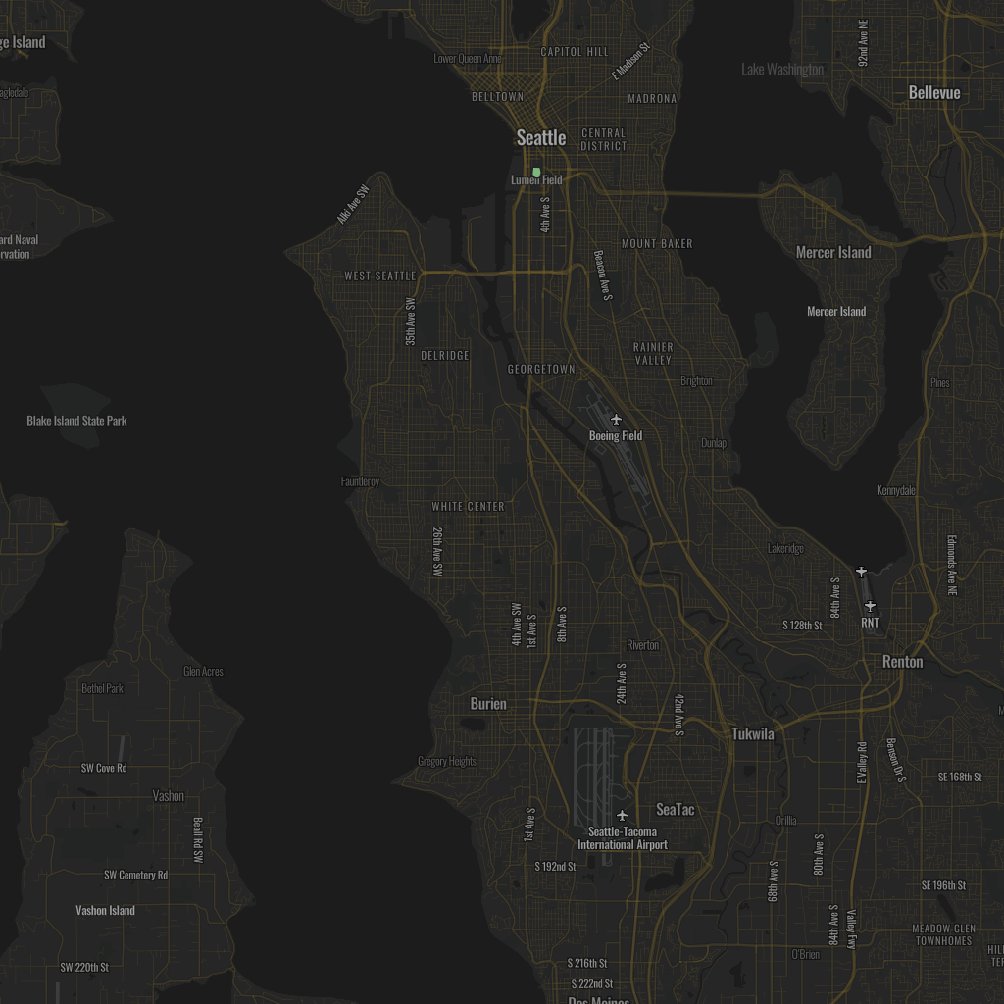 Lower Queen Anne
CAPITOL HILL
E Madison St
92nd Ave NE
ge Island
Lake Washington
Eagledale
BELLTOWN
MADRONA
Bellevue
Seattle
CENTRAL
DISTRICT
Lumen Field
Alki Ave SW
4th Ave S
ard Naval
ervation
MOUNT BAKER
Mercer Island
WEST SEATTLE
Beacon Ave S
35th Ave SW
Mercer Island
DELRIDGE
RAINIER
VALLEY
GEORGETOWN
Brighton
Pines
Blake Island State Park
Boeing Field
Dunlap
Fauntleroy
Kennydale
WHITE CENTER
26th Ave SW
Lakeridge
Edmonds Ave NE
84th Ave S
4th Ave SW
1st Ave S
8th Ave S
S 128th St
RNT
Riverton
Renton
Glen Acres
Bethel Park
24th Ave S
42nd Ave S
Burien
Tukwila
Gregory Heights
SW Cove Rd
E Valley Rd
Benson Dr S
SE 168th St
Vashon
SeaTac
Beall Rd SW
1st Ave S
Seattle-Tacoma
International Airport
Orillia
80th Ave S
S 192nd St
SW Cemetery Rd
68th Ave S
SE 196th St
Vashon Island
84th Ave S
Valley Fwy
MEADOW GLEN
TOWNHOMES
O'Brien
HIL
TER
SW 220th St
S 216th St
S 222nd St
Des Moines